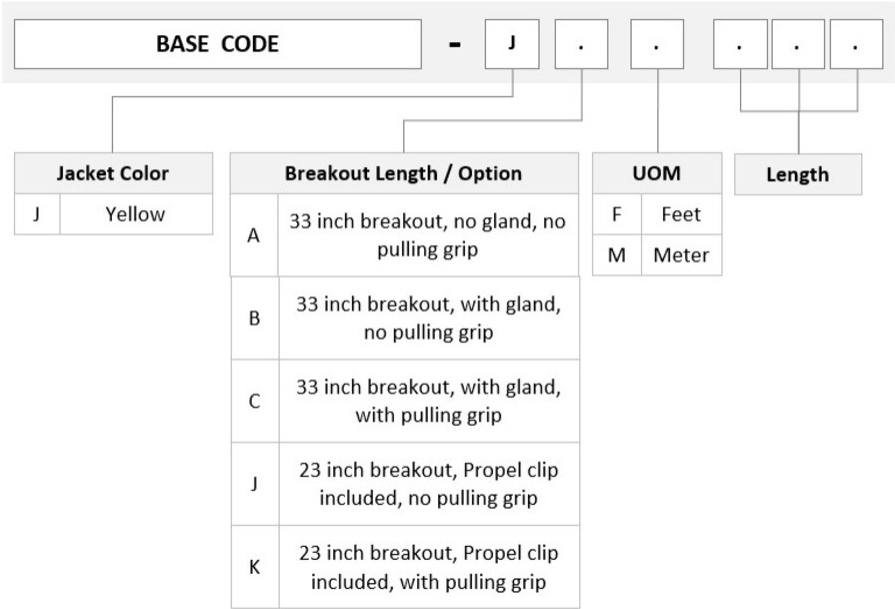 BASE CODE - J . . . . .
Jacket Color
J Yellow
Breakout Length / Option
A 33 inch breakout, no gland, no
pulling grip
B 33 inch breakout, with gland,
no pulling grip
C 33 inch breakout, with gland,
with pulling grip
J 23 inch breakout, Propel clip
included, no pulling grip
K 23 inch breakout, Propel clip
included, with pulling grip
UOM
F Feet
M Meter
Length